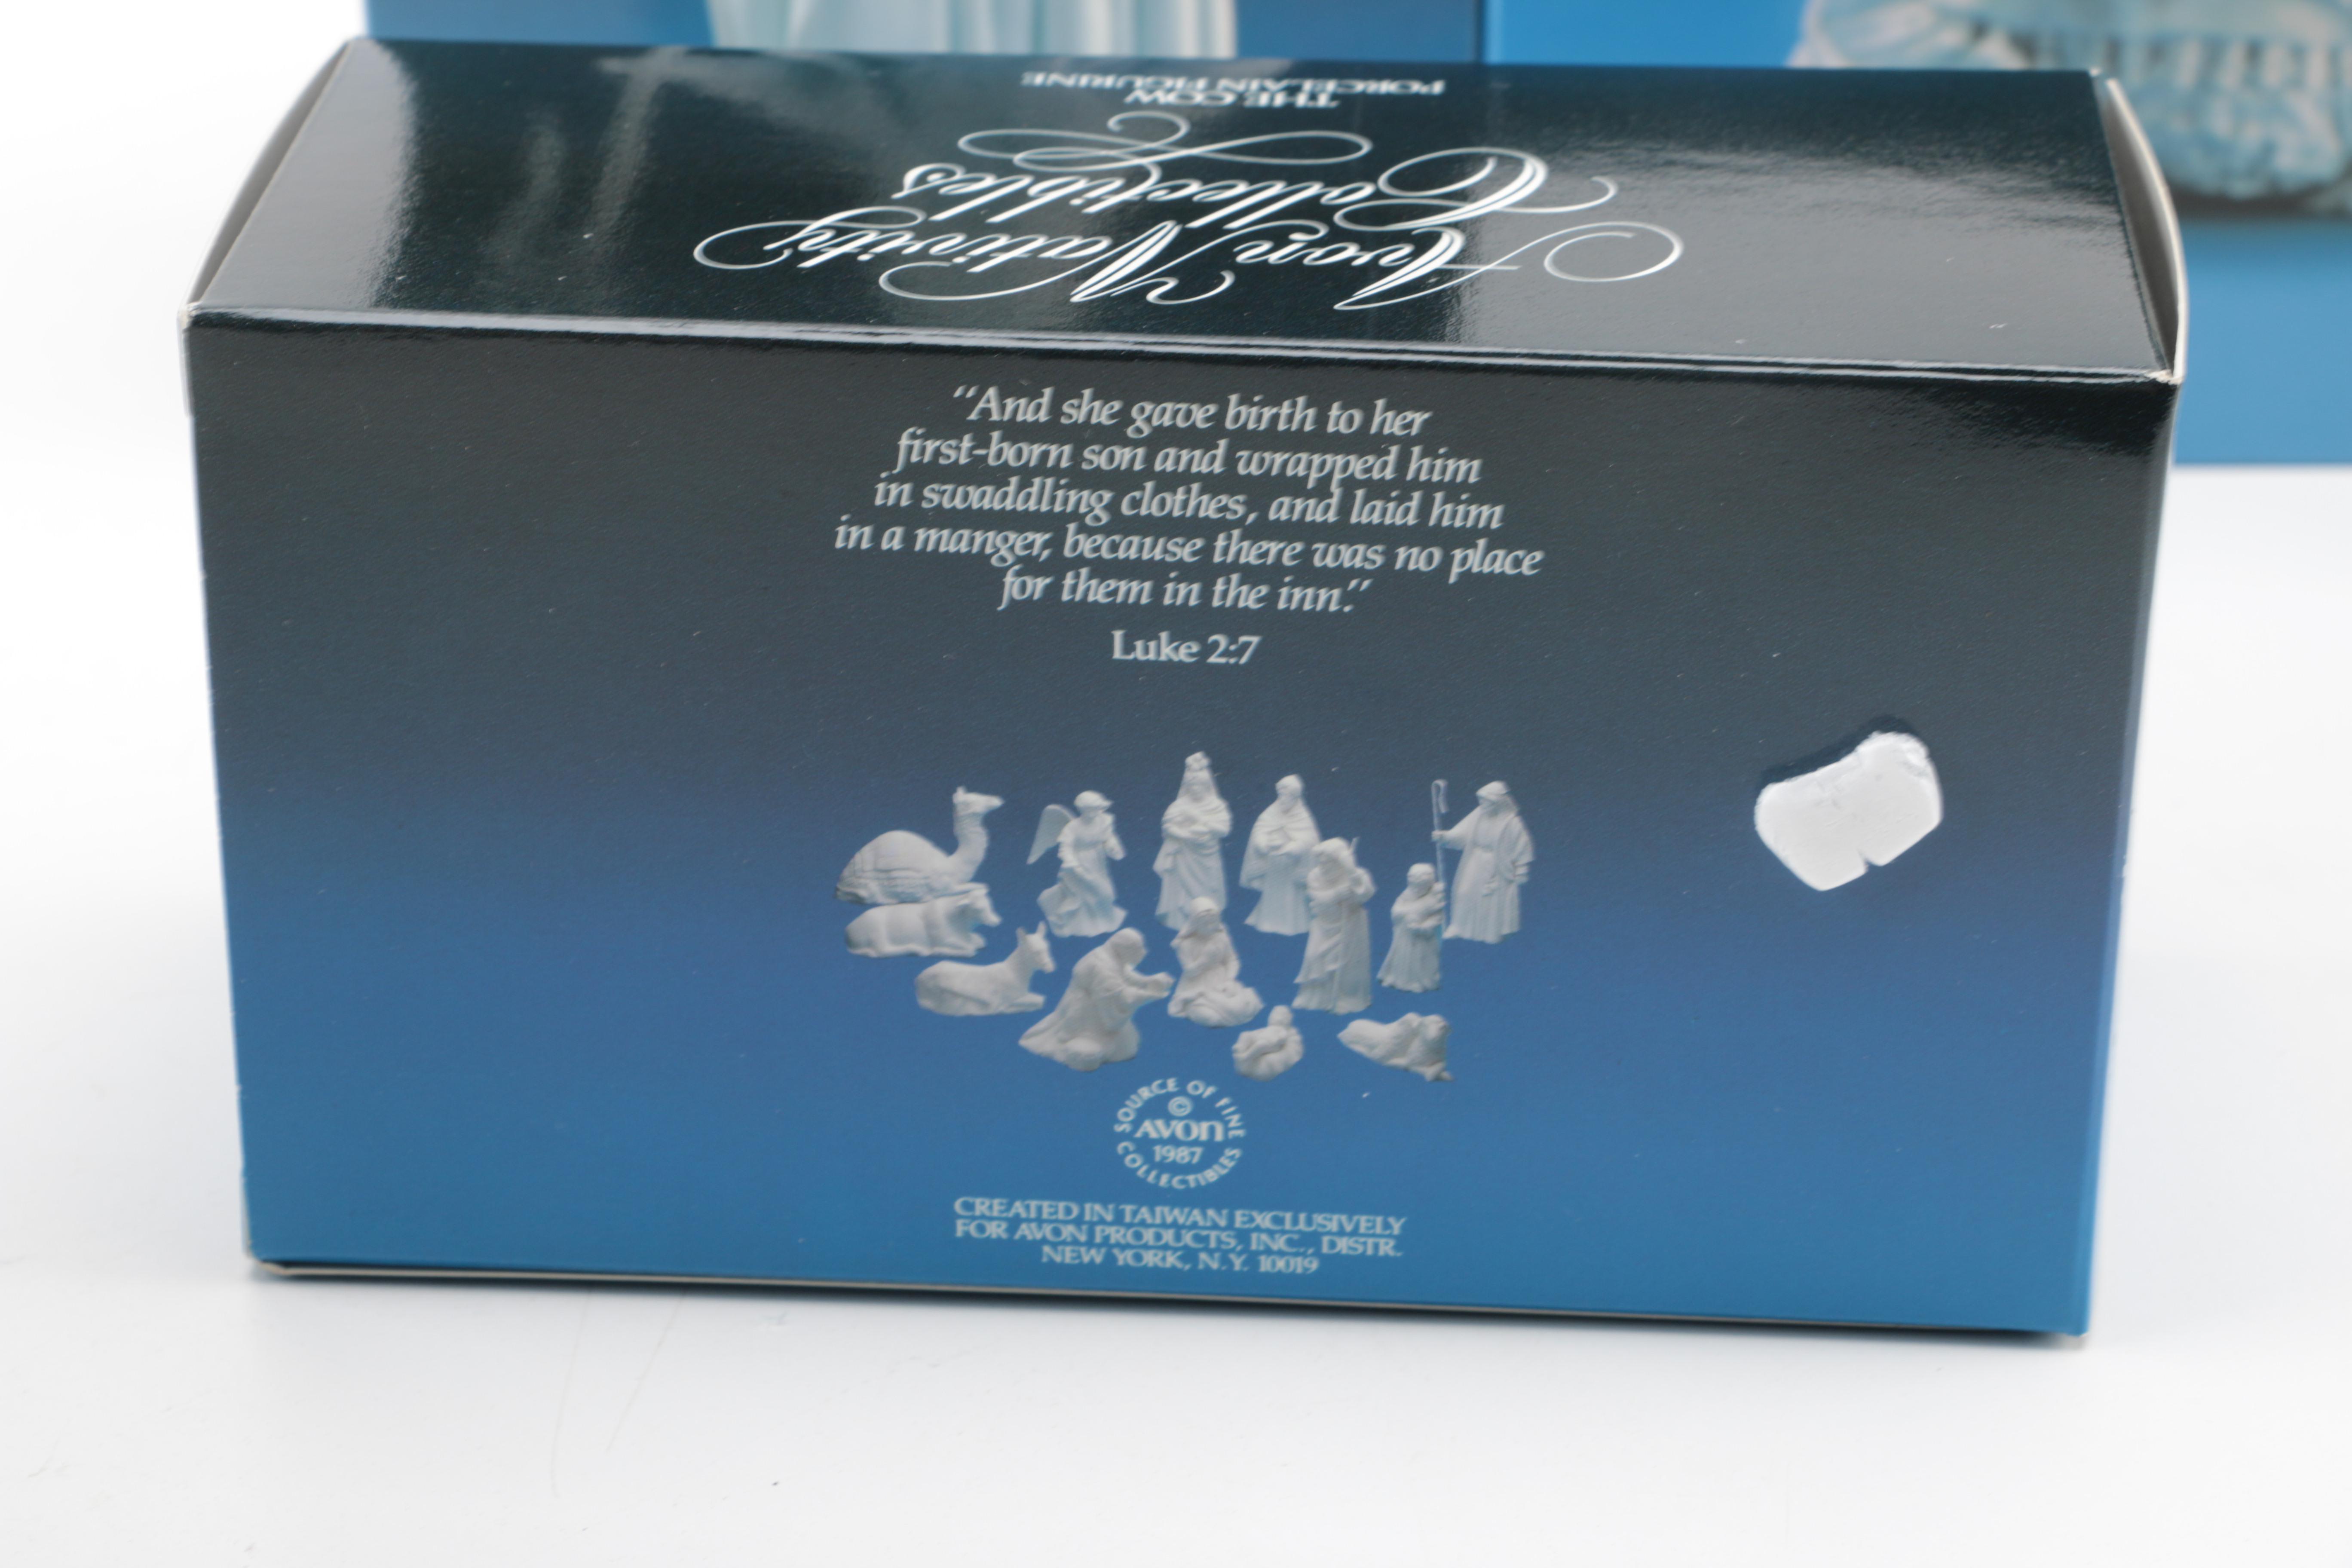 Avon Nativity
Collectibles
THE COW
PORCELAIN FIGURINE
“And she gave birth to her
first-born son and wrapped him
in swaddling clothes, and laid him
in a manger, because there was no place
for them in the inn.”
Luke 2:7
SOURCE OF FINE
©
AVON
1987
COLLECTIBLES
CREATED IN TAIWAN EXCLUSIVELY
FOR AVON PRODUCTS, INC., DISTR.
NEW YORK, N.Y. 10019